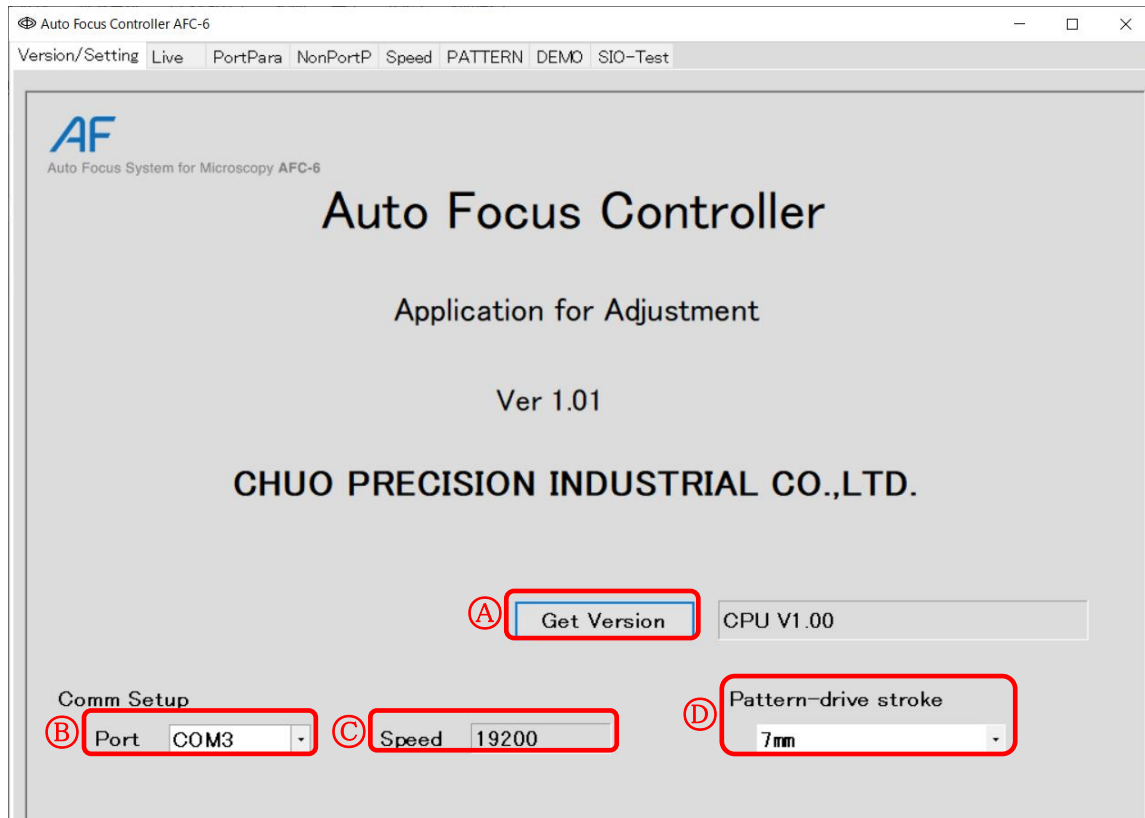 Auto Focus Controller AFC-6
Version/Setting Live PortPara NonPortP Speed PATTERN DEMO SIO-Test
AF
Auto Focus System for Microscopy AFC-6
Auto Focus Controller
Application for Adjustment
Ver 1.01
CHUO PRECISION INDUSTRIAL CO.,LTD.
Ⓐ Get Version CPU V1.00
Comm Setup
Ⓑ Port COM3 Ⓒ Speed 19200
Ⓓ Pattern-drive stroke
7mm